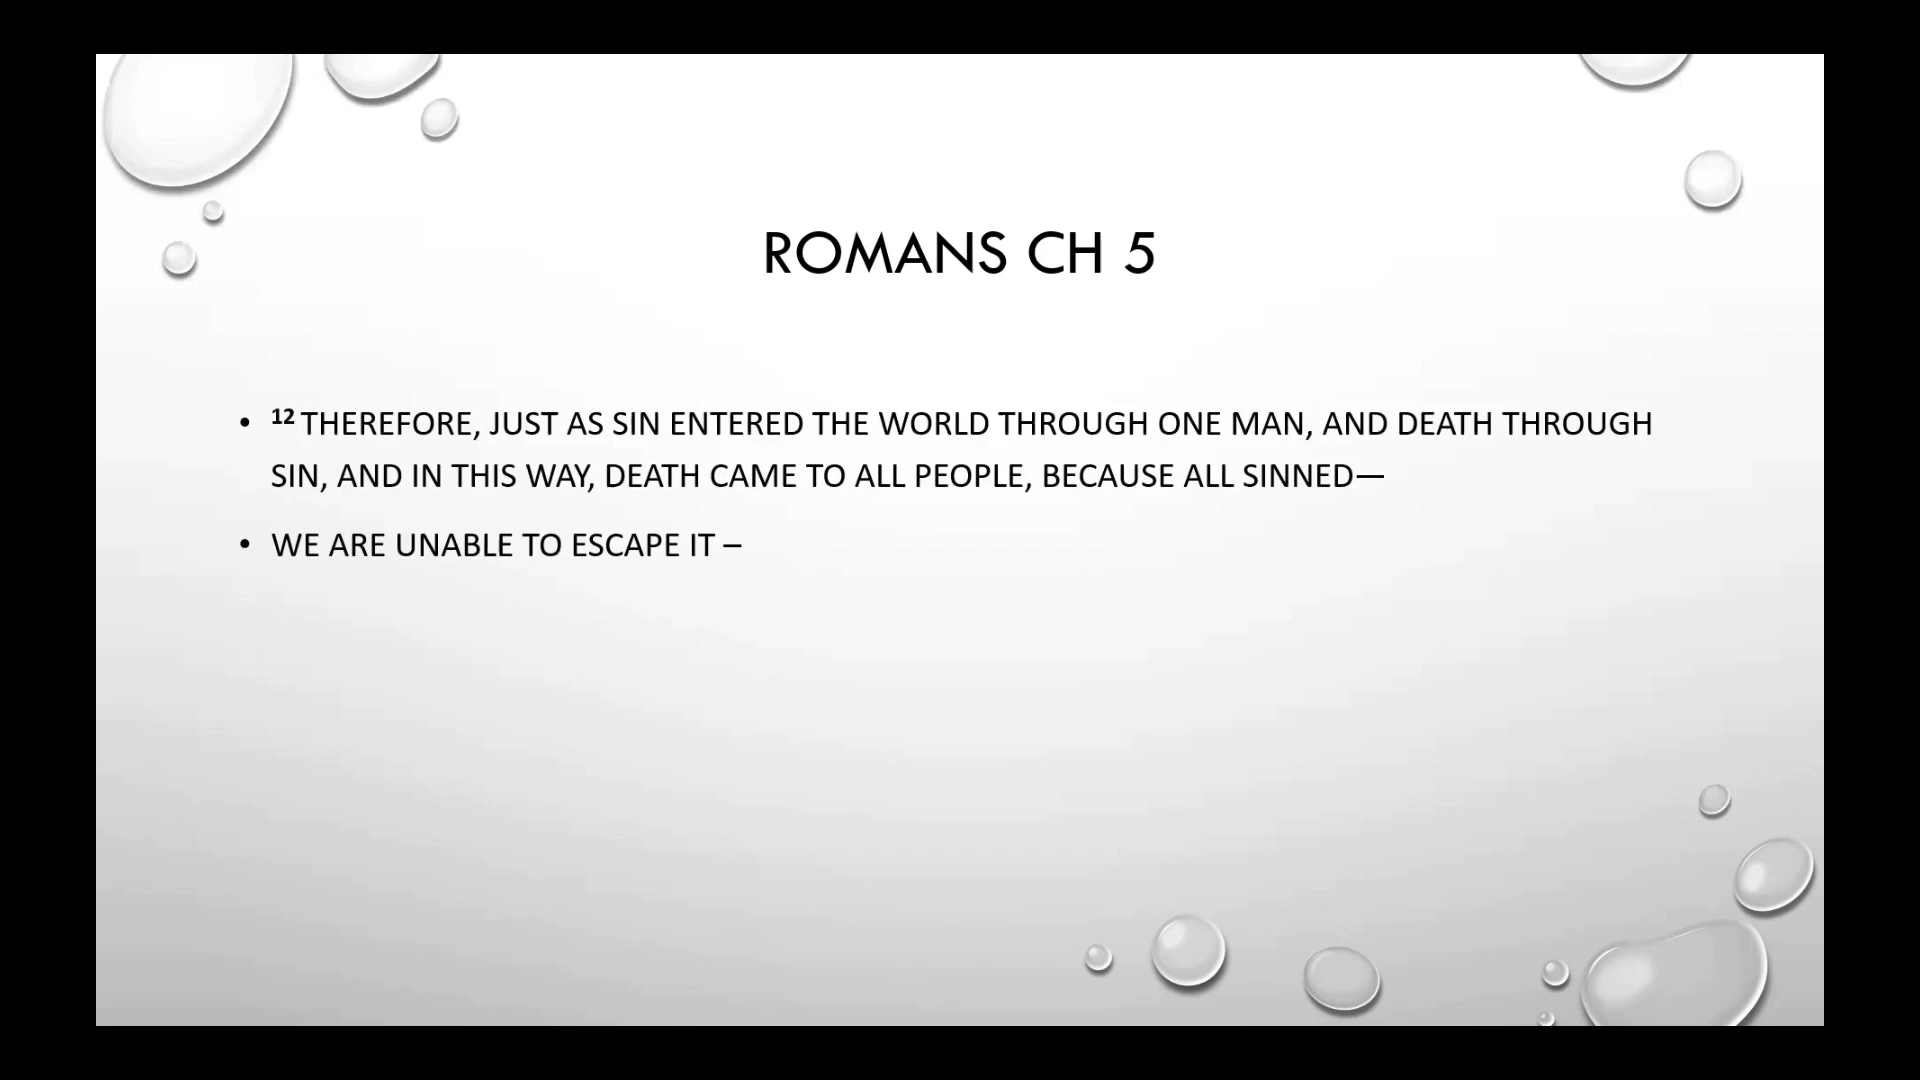 ROMANS CH 5
• 12 THEREFORE, JUST AS SIN ENTERED THE WORLD THROUGH ONE MAN, AND DEATH THROUGH
SIN, AND IN THIS WAY, DEATH CAME TO ALL PEOPLE, BECAUSE ALL SINNED—
• WE ARE UNABLE TO ESCAPE IT –